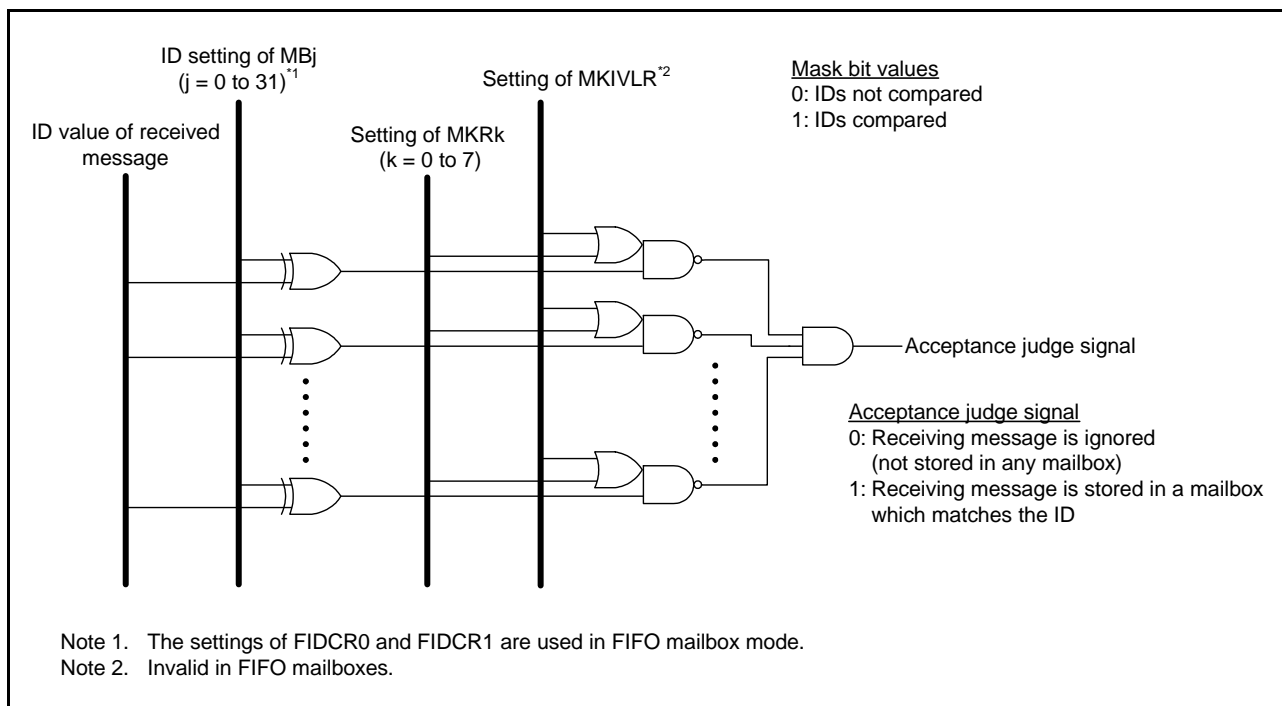 ID setting of MBj
(j = 0 to 31)*1
Setting of MKIVLR*2
Mask bit values
0: IDs not compared
1: IDs compared
ID value of received
message
Setting of MKRk
(k = 0 to 7)
Acceptance judge signal
Acceptance judge signal
0: Receiving message is ignored
(not stored in any mailbox)
1: Receiving message is stored in a mailbox
which matches the ID
Note 1. The settings of FIDCR0 and FIDCR1 are used in FIFO mailbox mode.
Note 2. Invalid in FIFO mailboxes.